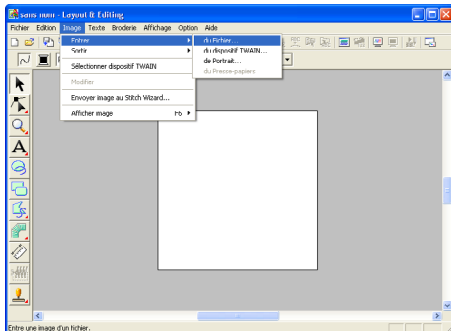 sans nom - Layout & Editing
Fichier Edition Image Texte Broderie Affichage Option Aide
Entrer
Sortir
Sélectionner dispositif TWAIN
Modifier
Envoyer image au Stitch Wizard...
Afficher image F6
du Fichier...
du dispositif TWAIN...
de Portrait...
du Presse-papiers
A
Entre une image d'un fichier.